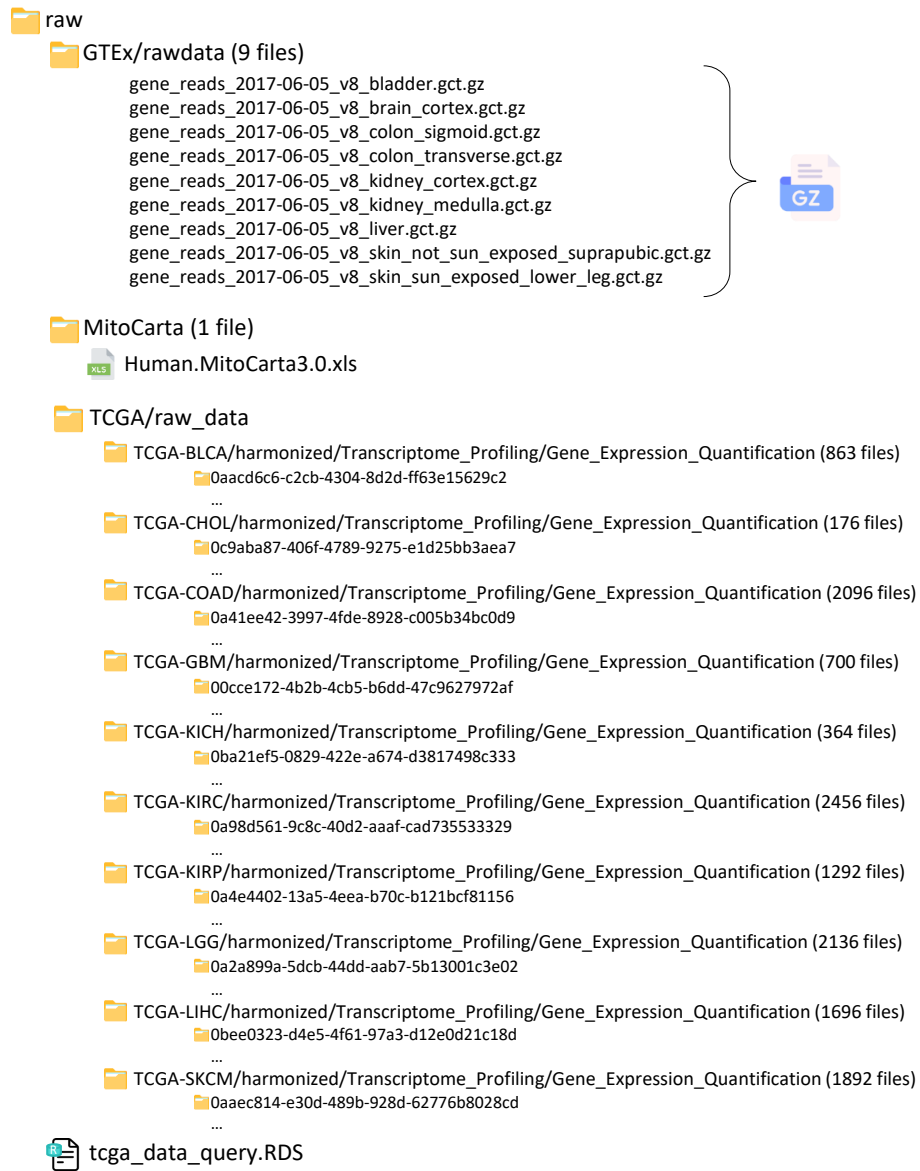 raw
GTEx/rawdata (9 files)
gene_reads_2017-06-05_v8_bladder.gct.gz
gene_reads_2017-06-05_v8_brain_cortex.gct.gz
gene_reads_2017-06-05_v8_colon_sigmoid.gct.gz
gene_reads_2017-06-05_v8_colon_transverse.gct.gz
gene_reads_2017-06-05_v8_kidney_cortex.gct.gz
gene_reads_2017-06-05_v8_kidney_medulla.gct.gz
gene_reads_2017-06-05_v8_liver.gct.gz
gene_reads_2017-06-05_v8_skin_not_sun_exposed_suprapubic.gct.gz
gene_reads_2017-06-05_v8_skin_sun_exposed_lower_leg.gct.gz
GZ
MitoCarta (1 file)
XLS Human.MitoCarta3.0.xls
TCGA/raw_data
TCGA-BLCA/harmonized/Transcriptome_Profiling/Gene_Expression_Quantification (863 files)
0aacd6c6-c2cb-4304-8d2d-ff63e15629c2
...
TCGA-CHOL/harmonized/Transcriptome_Profiling/Gene_Expression_Quantification (176 files)
0c9aba87-406f-4789-9275-e1d25bb3aea7
...
TCGA-COAD/harmonized/Transcriptome_Profiling/Gene_Expression_Quantification (2096 files)
0a41ee42-3997-4fde-8928-c005b34bc0d9
...
TCGA-GBM/harmonized/Transcriptome_Profiling/Gene_Expression_Quantification (700 files)
00cce172-4b2b-4cb5-b6dd-47c9627972af
...
TCGA-KICH/harmonized/Transcriptome_Profiling/Gene_Expression_Quantification (364 files)
0ba21ef5-0829-422e-a674-d3817498c333
...
TCGA-KIRC/harmonized/Transcriptome_Profiling/Gene_Expression_Quantification (2456 files)
0a98d561-9c8c-40d2-aaaf-cad735533329
...
TCGA-KIRP/harmonized/Transcriptome_Profiling/Gene_Expression_Quantification (1292 files)
0a4e4402-13a5-4eea-b70c-b121bcf81156
...
TCGA-LGG/harmonized/Transcriptome_Profiling/Gene_Expression_Quantification (2136 files)
0a2a899a-5dcb-44dd-aab7-5b13001c3e02
...
TCGA-LIHC/harmonized/Transcriptome_Profiling/Gene_Expression_Quantification (1696 files)
0bee0323-d4e5-4f61-97a3-d12e0d21c18d
...
TCGA-SKCM/harmonized/Transcriptome_Profiling/Gene_Expression_Quantification (1892 files)
0aaec814-e30d-489b-928d-62776b8028cd
...
R tcga_data_query.RDS